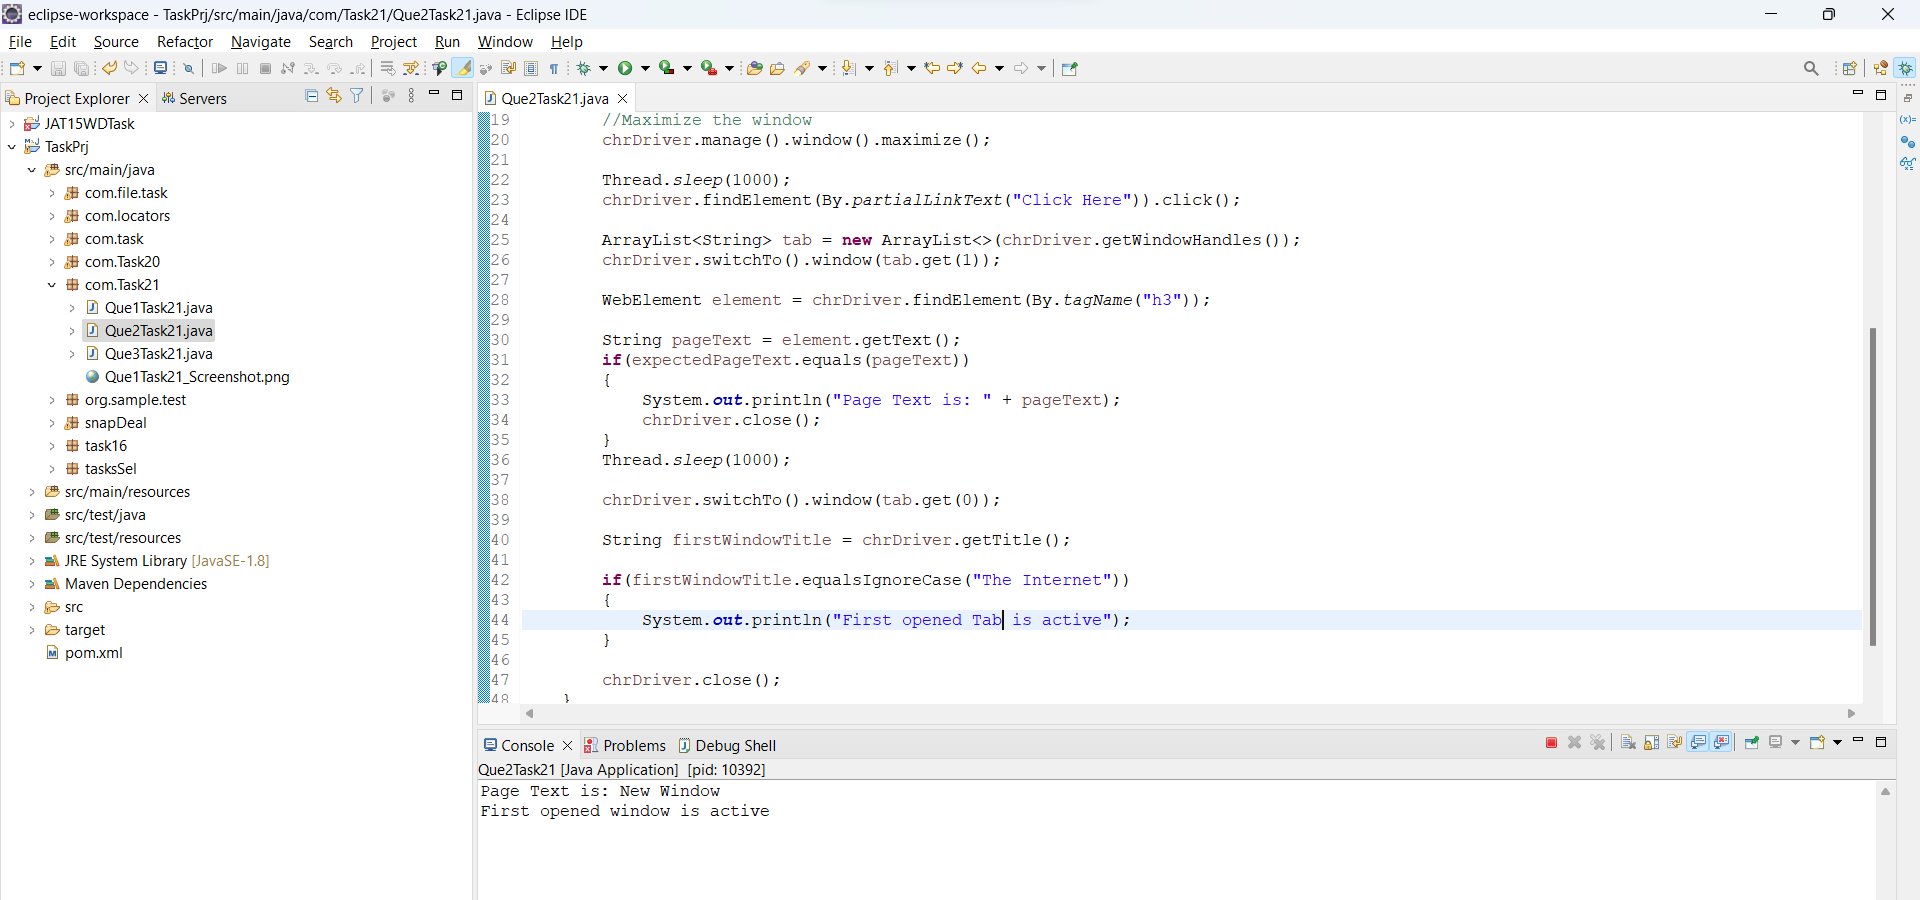 eclipse-workspace - TaskPrj/src/main/java/com/Task21/Que2Task21.java - Eclipse IDE
File Edit Source Refactor Navigate Search Project Run Window Help
Project Explorer
Servers
JAT15WDTask
TaskPrj
src/main/java
com.file.task
com.locators
com.task
com.Task20
com.Task21
Que1Task21.java
Que2Task21.java
Que3Task21.java
Que1Task21_Screenshot.png
org.sample.test
snapDeal
task16
tasksSel
src/main/resources
src/test/java
src/test/resources
JRE System Library [JavaSE-1.8]
Maven Dependencies
src
target
pom.xml
Que2Task21.java
19 //Maximize the window
20 chrDriver.manage().window().maximize();
21
22 Thread.sleep(1000);
23 chrDriver.findElement(By.partialLinkText("Click Here")).click();
24
25 ArrayList<String> tab = new ArrayList<>(chrDriver.getWindowHandles());
26 chrDriver.switchTo().window(tab.get(1));
27
28 WebElement element = chrDriver.findElement(By.tagName("h3"));
29
30 String pageText = element.getText();
31 if(expectedPageText.equals(pageText))
32 {
33 System.out.println("Page Text is: " + pageText);
34 chrDriver.close();
35 }
36 Thread.sleep(1000);
37
38 chrDriver.switchTo().window(tab.get(0));
39
40 String firstWindowTitle = chrDriver.getTitle();
41
42 if(firstWindowTitle.equalsIgnoreCase("The Internet"))
43 {
44 System.out.println("First opened Tab is active");
45 }
46
47 chrDriver.close();
48 }
(x)=
Console
Problems
Debug Shell
Que2Task21 [Java Application] [pid: 10392]
Page Text is: New Window
First opened window is active